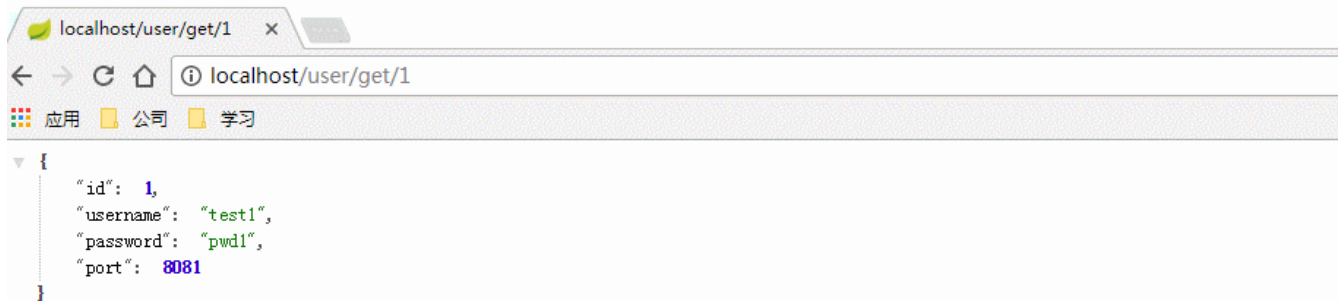 localhost/user/get/1
localhost/user/get/1
应用 公司 学习
{
"id": 1,
"username": "test1",
"password": "pwd1",
"port": 8081
}